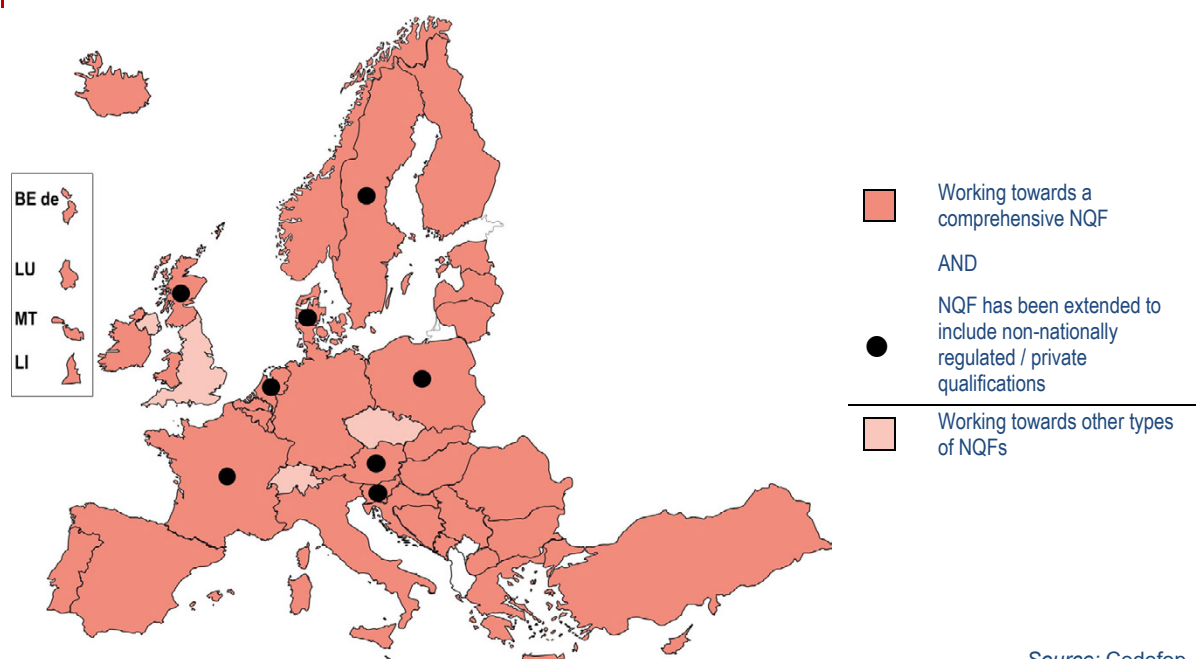 BE de
LU
MT
LI
Working towards a
comprehensive NQF
AND
NQF has been extended to
include non-nationally
regulated / private
qualifications
Working towards other types
of NQFs